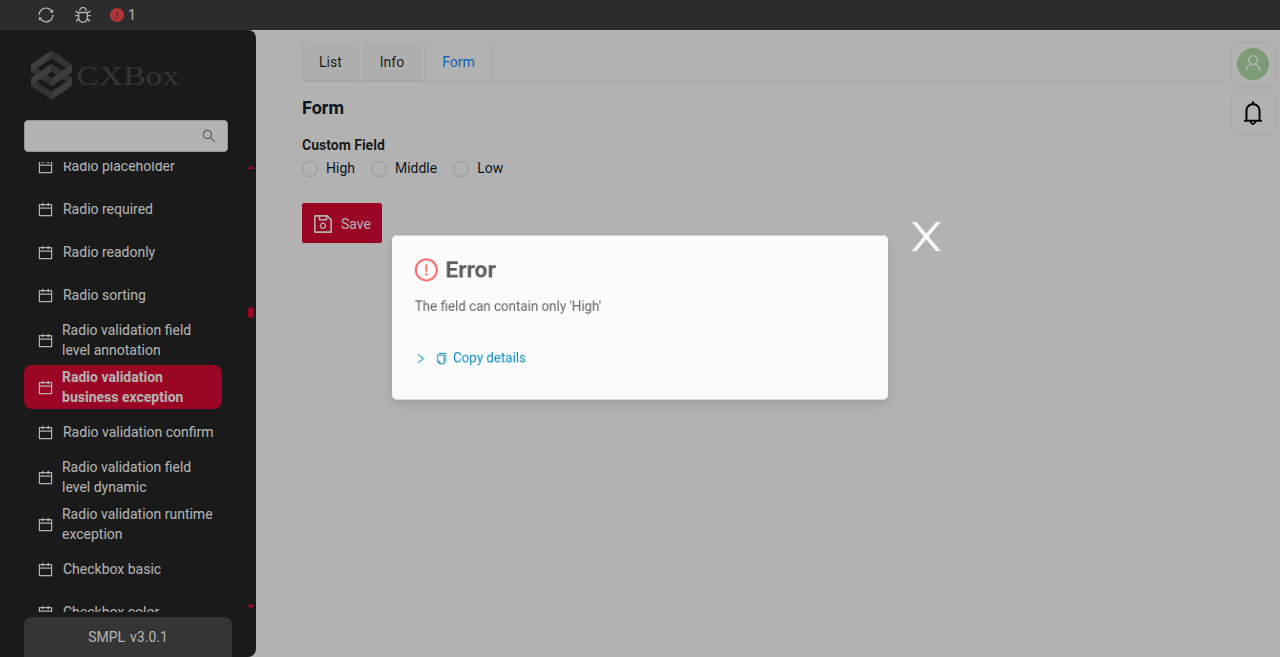 1
CXBox
Radio placeholder
Radio required
Radio readonly
Radio sorting
Radio validation field
level annotation
Radio validation
business exception
Radio validation confirm
Radio validation field
level dynamic
Radio validation runtime
exception
Checkbox basic
Checkbox color
SMPL v3.0.1
List
Info
Form
Form
Custom Field
High
Middle
Low
Save
Error
The field can contain only 'High'
Copy details